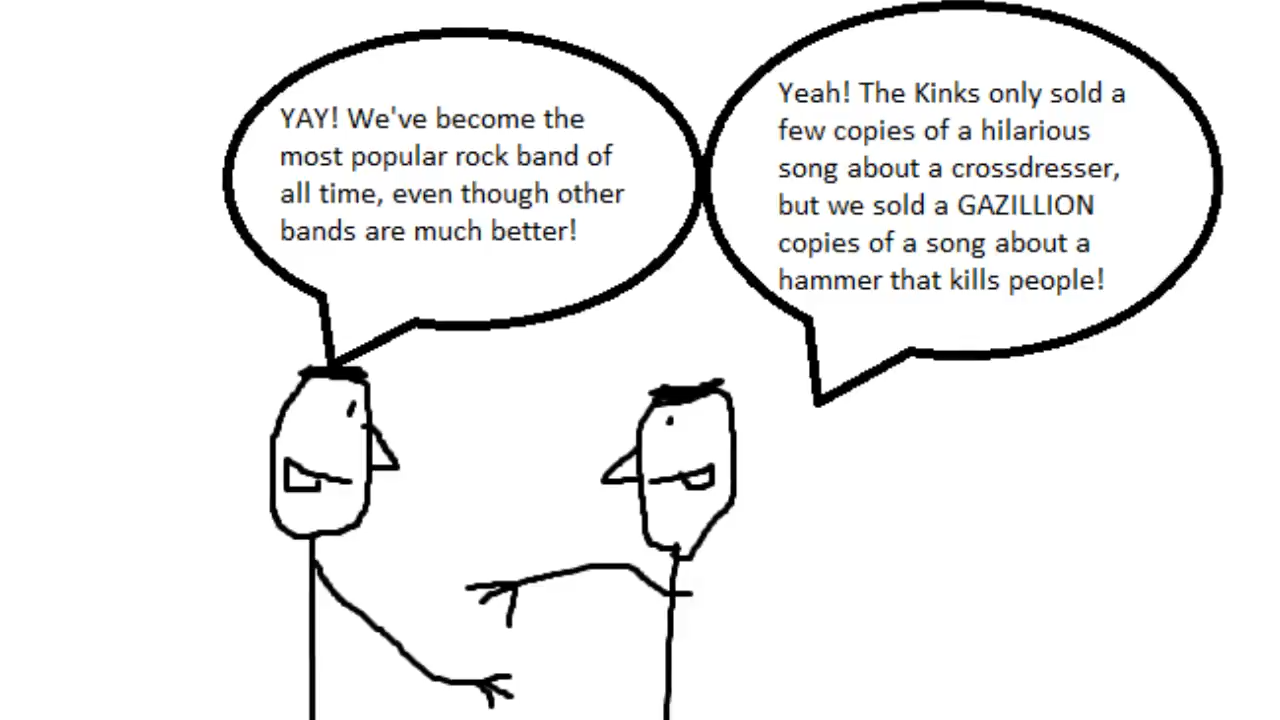 YAY! We've become the
most popular rock band of
all time, even though other
bands are much better!
Yeah! The Kinks only sold a
few copies of a hilarious
song about a crossdresser,
but we sold a GAZILLION
copies of a song about a
hammer that kills people!